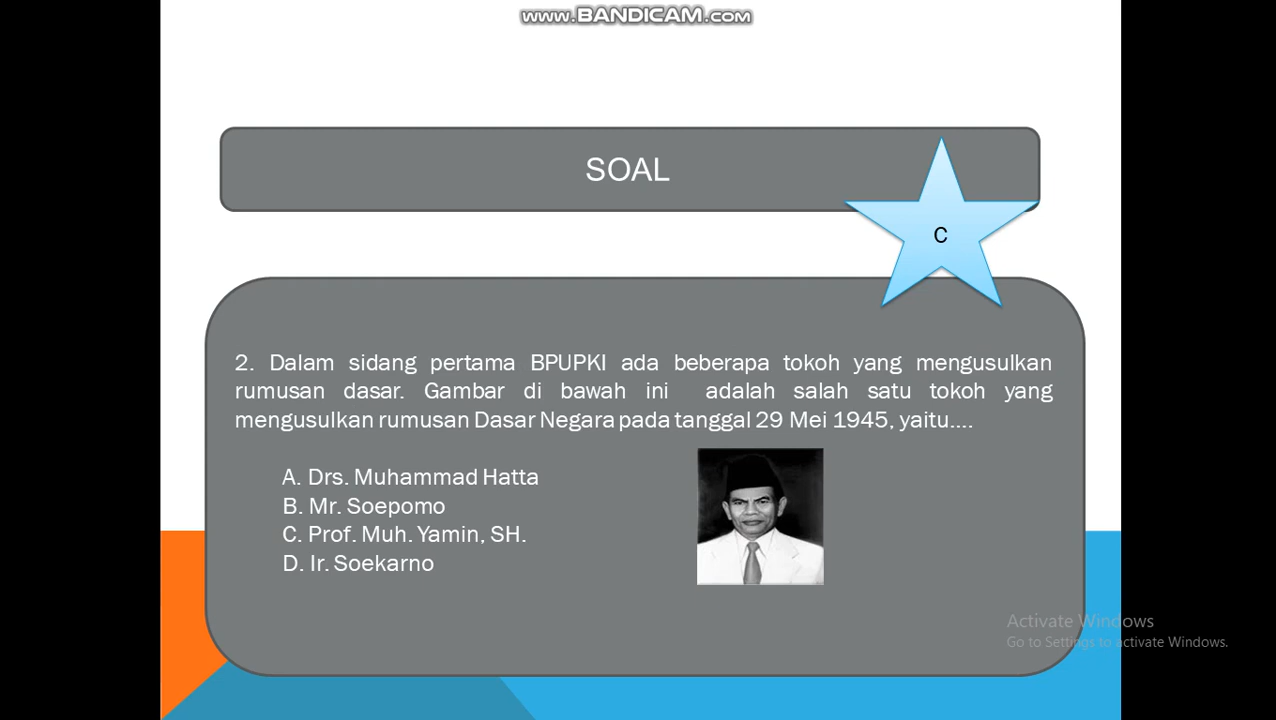 www.BANDICAM.com
SOAL
C
2. Dalam sidang pertama BPUPKI ada beberapa tokoh yang mengusulkan
rumusan dasar. Gambar di bawah ini adalah salah satu tokoh yang
mengusulkan rumusan Dasar Negara pada tanggal 29 Mei 1945, yaitu....
A. Drs. Muhammad Hatta
B. Mr. Soepomo
C. Prof. Muh. Yamin, SH.
D. Ir. Soekarno
Activate Windows
Go to Settings to activate Windows.